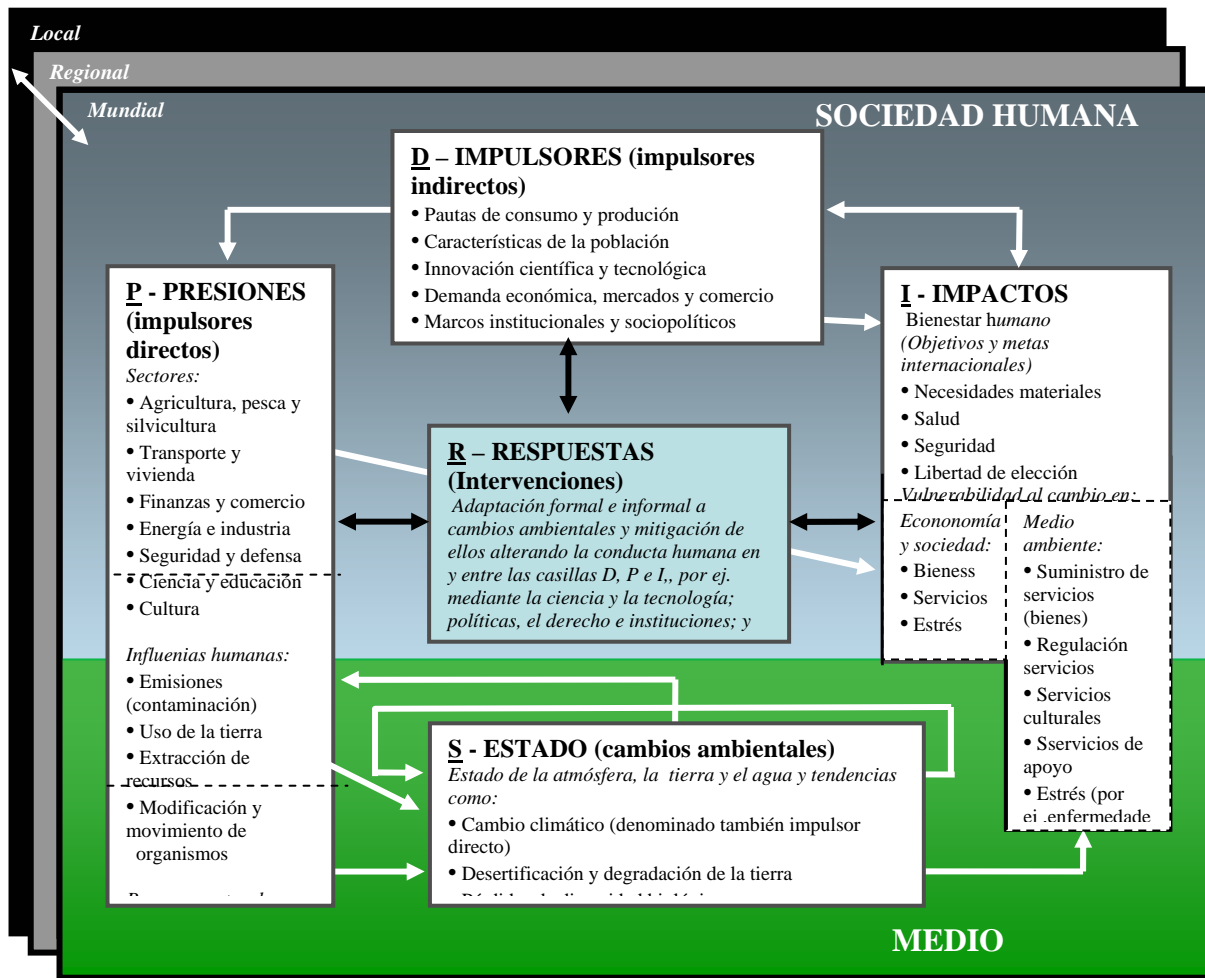 Local
Regional
Mundial
SOCIEDAD HUMANA
D – IMPULSORES (impulsores
indirectos)
• Pautas de consumo y produción
• Características de la población
• Innovación científica y tecnológica
• Demanda económica, mercados y comercio
• Marcos institucionales y sociopolíticos
P - PRESIONES
(impulsores
directos)
Sectores:
• Agricultura, pesca y
silvicultura
• Transporte y
vivienda
• Finanzas y comercio
• Energía e industria
• Seguridad y defensa
• Ciencia y educación
• Cultura
Influenias humanas:
• Emisiones
(contaminación)
• Uso de la tierra
• Extracción de
recursos
• Modificación y
movimiento de
organismos
R – RESPUESTAS
(Intervenciones)
Adaptación formal e informal a
cambios ambientales y mitigación de
ellos alterando la conducta humana en
y entre las casillas D, P e I,, por ej.
mediante la ciencia y la tecnología;
políticas, el derecho e instituciones; y
I - IMPACTOS
Bienestar humano
(Objetivos y metas
internacionales)
• Necesidades materiales
• Salud
• Seguridad
• Libertad de elección
Vulnerabilidad al cambio en:
Econonomía
y sociedad:
• Bieness
• Servicios
• Estrés
Medio
ambiente:
• Suministro de
servicios
(bienes)
• Regulación
servicios
• Servicios
culturales
• Sservicios de
apoyo
• Estrés (por
ej .enfermedade
S - ESTADO (cambios ambientales)
Estado de la atmósfera, la tierra y el agua y tendencias
como:
• Cambio climático (denominado también impulsor
directo)
• Desertificación y degradación de la tierra
MEDIO